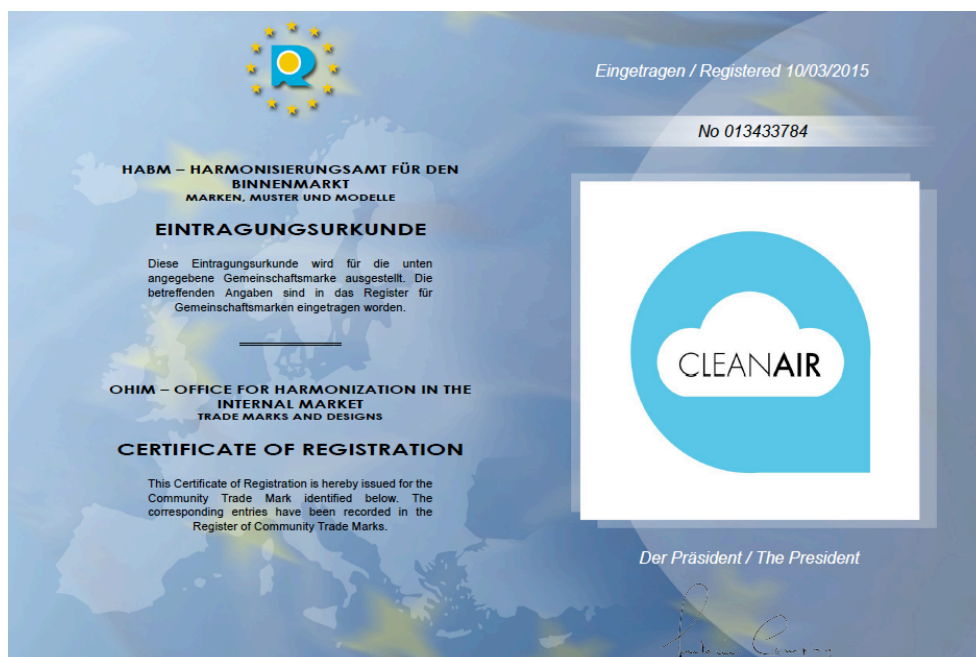 HABM – HARMONISIERUNGSAMT FÜR DEN
BINNENMARKT
MARKEN, MUSTER UND MODELLE
EINTRAGUNGSURKUNDE
Diese Eintragungsurkunde wird für die unten
angegebene Gemeinschaftsmarke ausgestellt. Die
betreffenden Angaben sind in das Register für
Gemeinschaftsmarken eingetragen worden.
OHIM – OFFICE FOR HARMONIZATION IN THE
INTERNAL MARKET
TRADE MARKS AND DESIGNS
CERTIFICATE OF REGISTRATION
This Certificate of Registration is hereby issued for the
Community Trade Mark identified below. The
corresponding entries have been recorded in the
Register of Community Trade Marks.
Eingetragen / Registered 10/03/2015
No 013433784
CLEANAIR
Der Präsident / The President